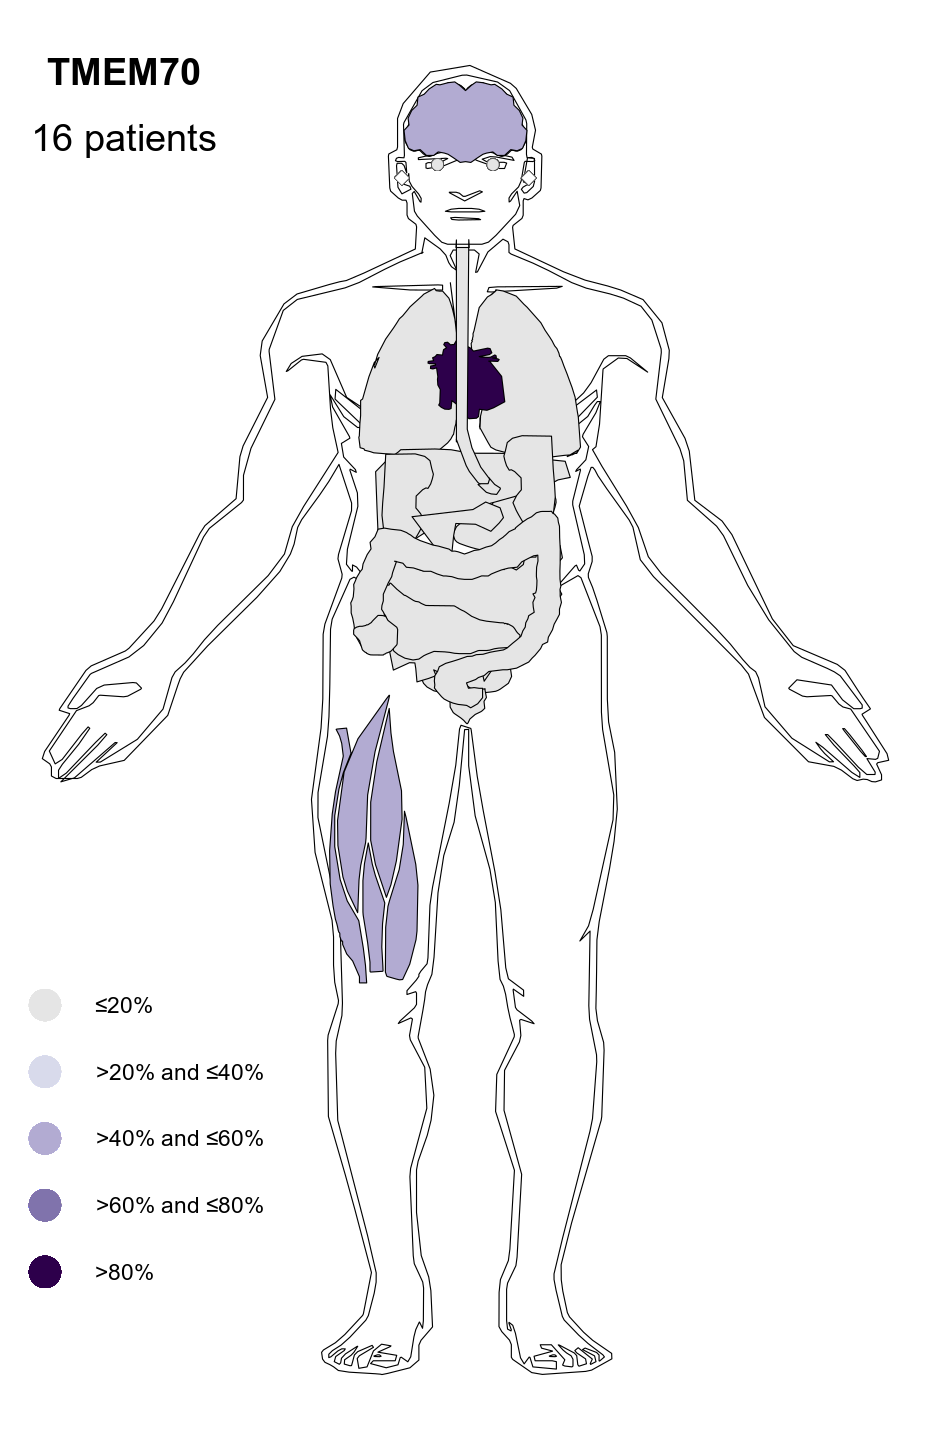 TMEM70
16 patients
≤20%
>20% and ≤40%
>40% and ≤60%
>60% and ≤80%
>80%